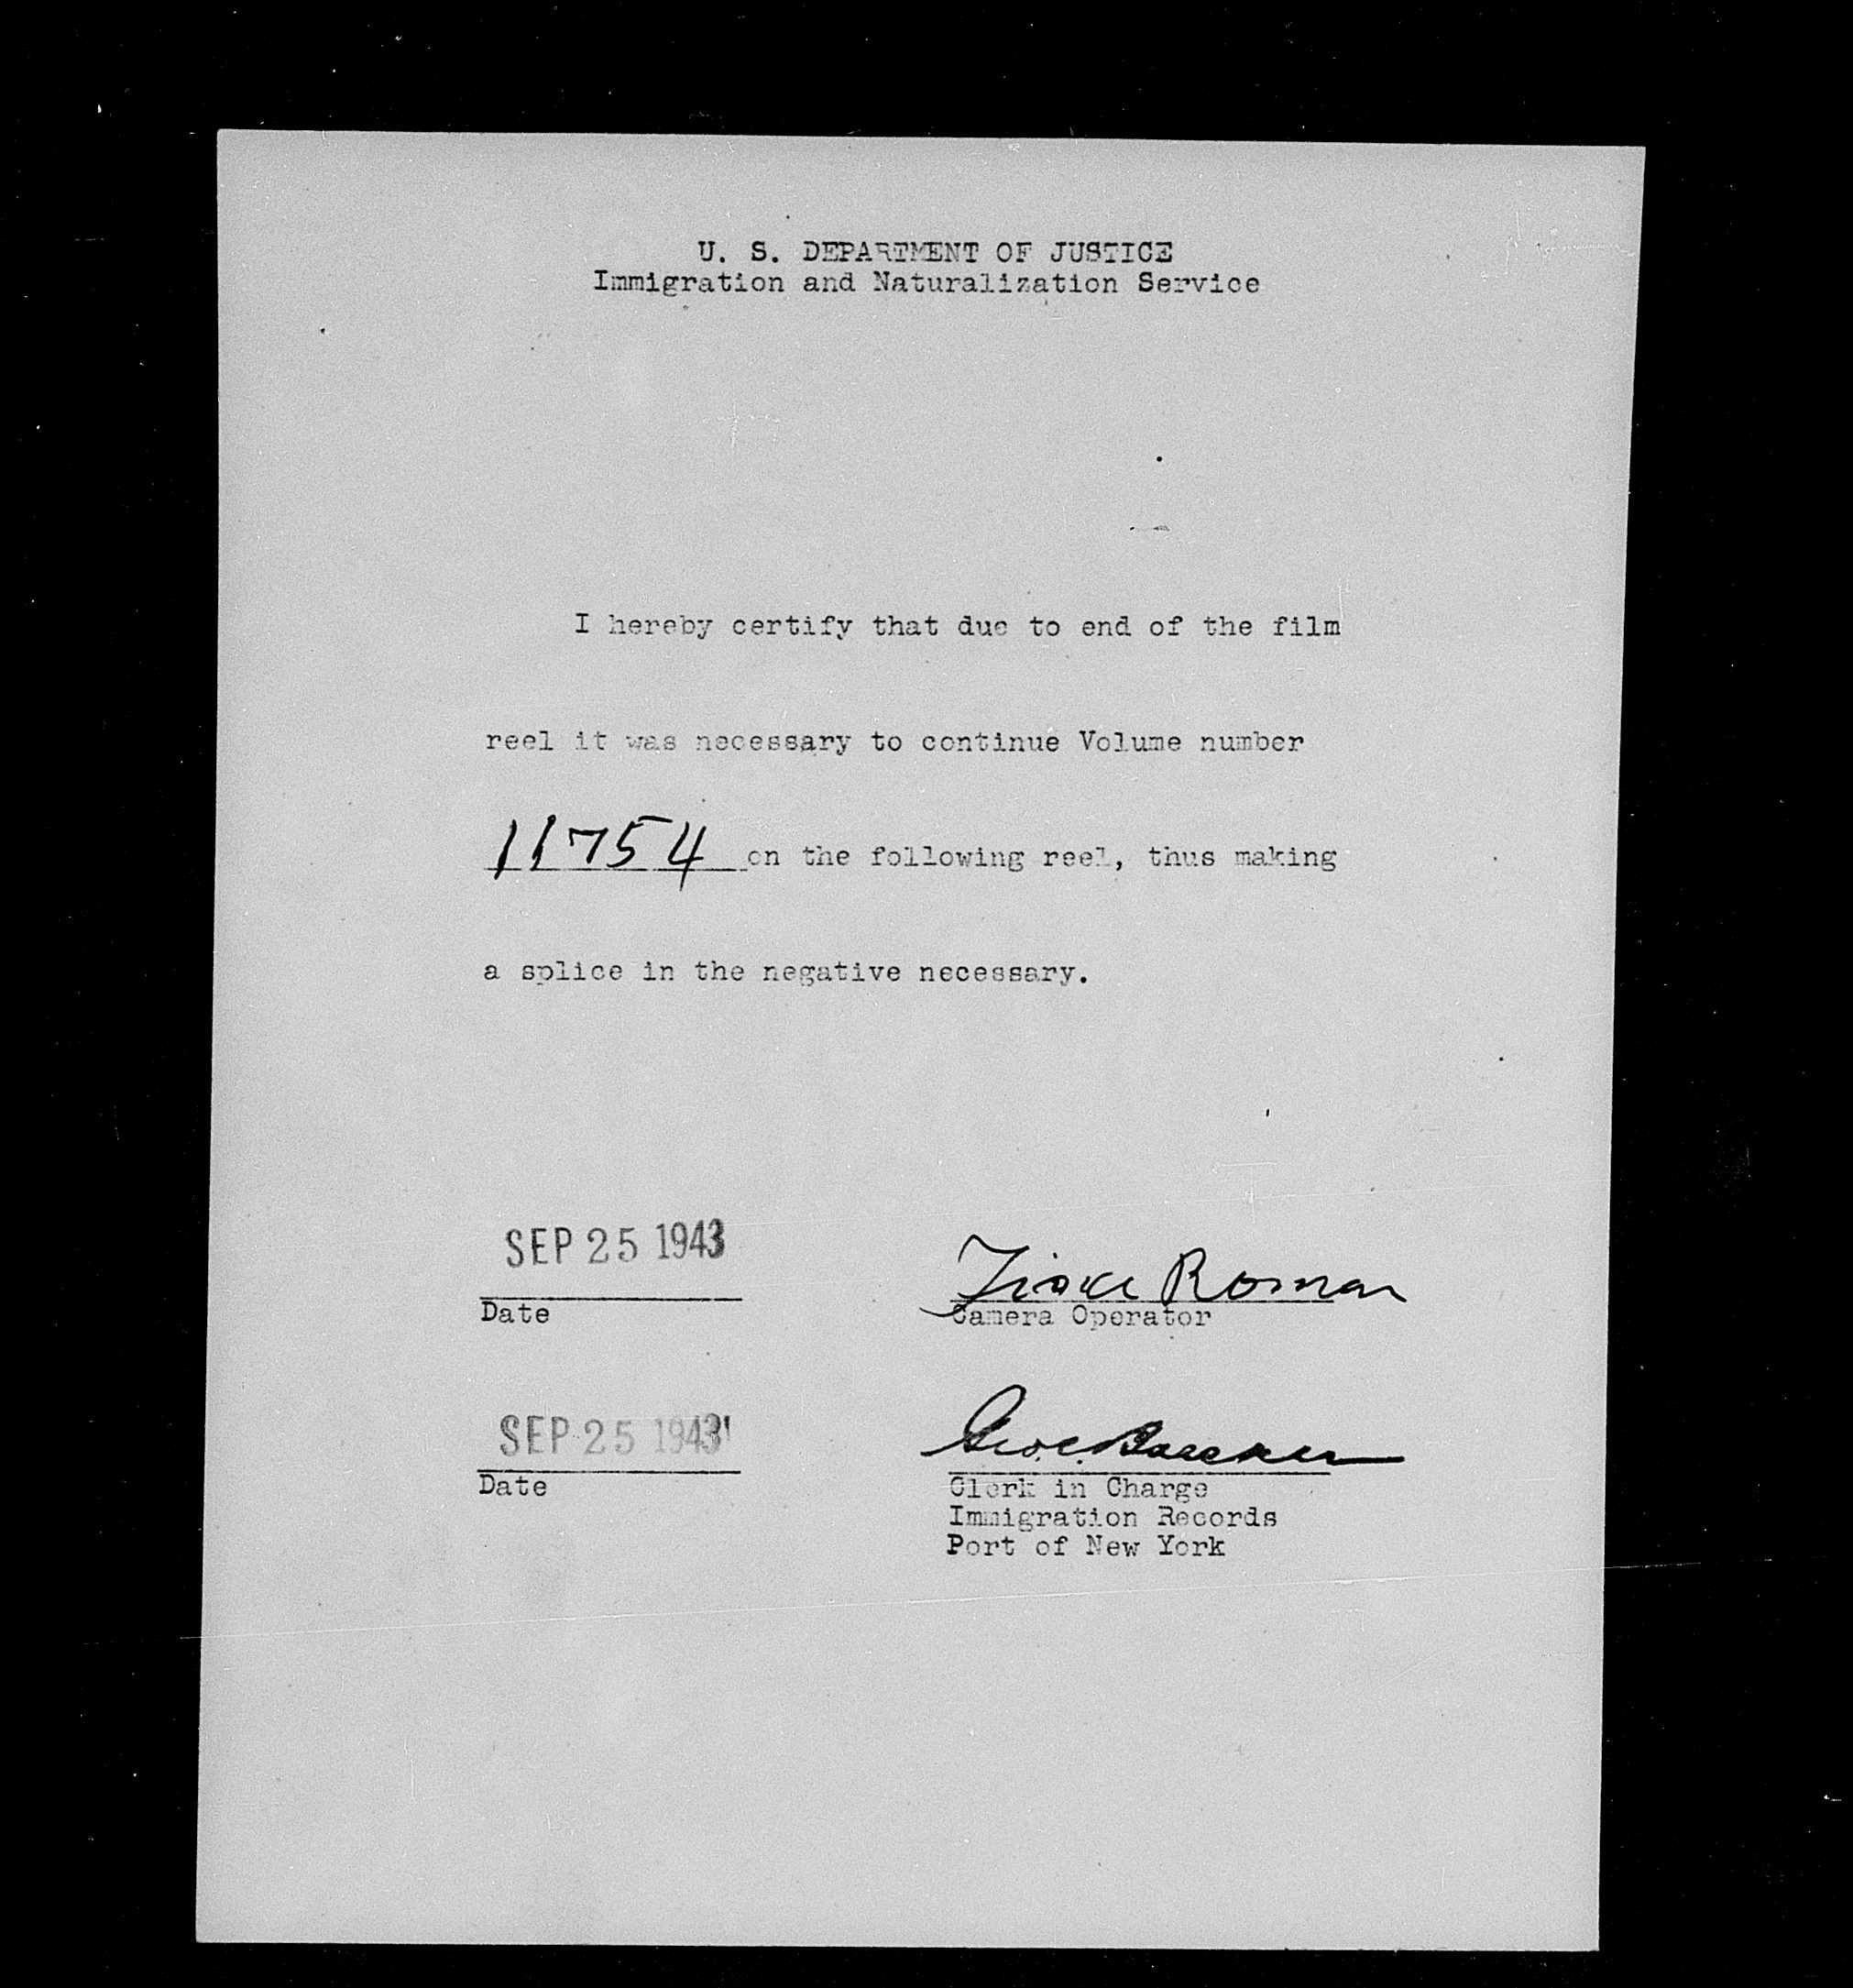 U. S. DEPARTMENT OF JUSTICE
Immigration and Naturalization Service
I hereby certify that due to end of the film
reel it was necessary to continue Volume number
11754 on the following reel, thus making
a splice in the negative necessary.
SEP 25 1943
Roman
Date
Camera Operator
SEP 25 1943
Date
Clerk in Charge
Immigration Records
Port of New York